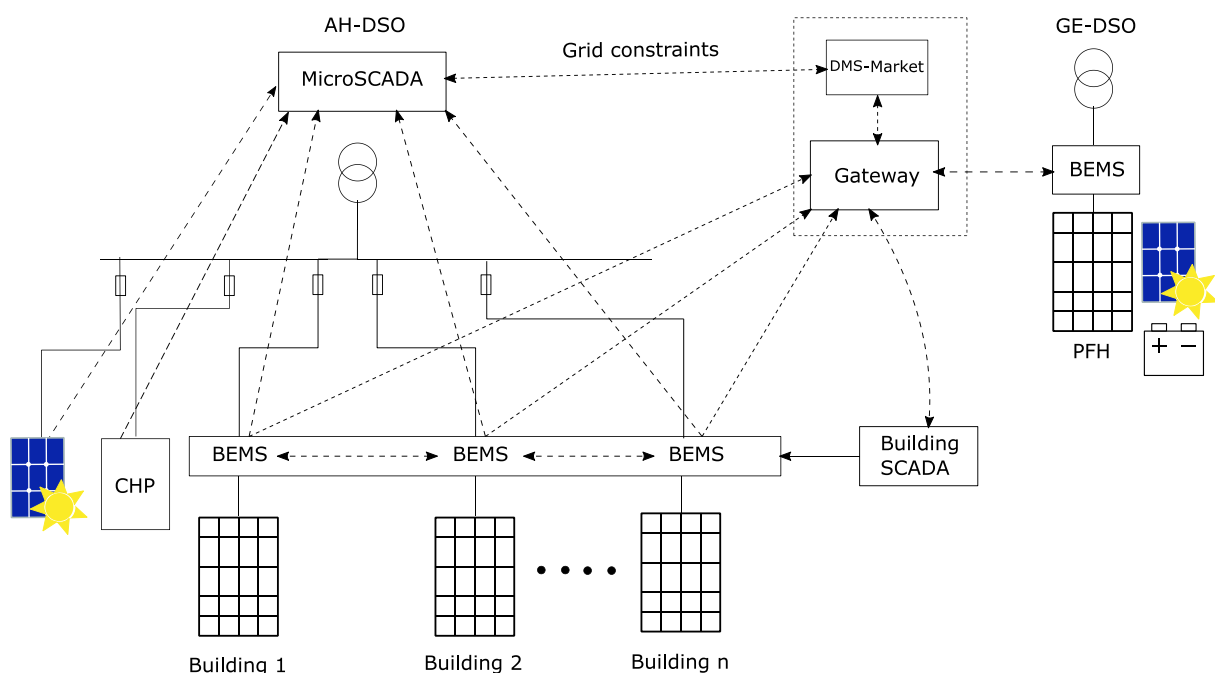 AH-DSO
GE-DSO
Grid constraints
MicroSCADA
DMS-Market
Gateway
BEMS
PFH
Building
SCADA
BEMS
BEMS
BEMS
CHP
Building 1
Building 2
Building n